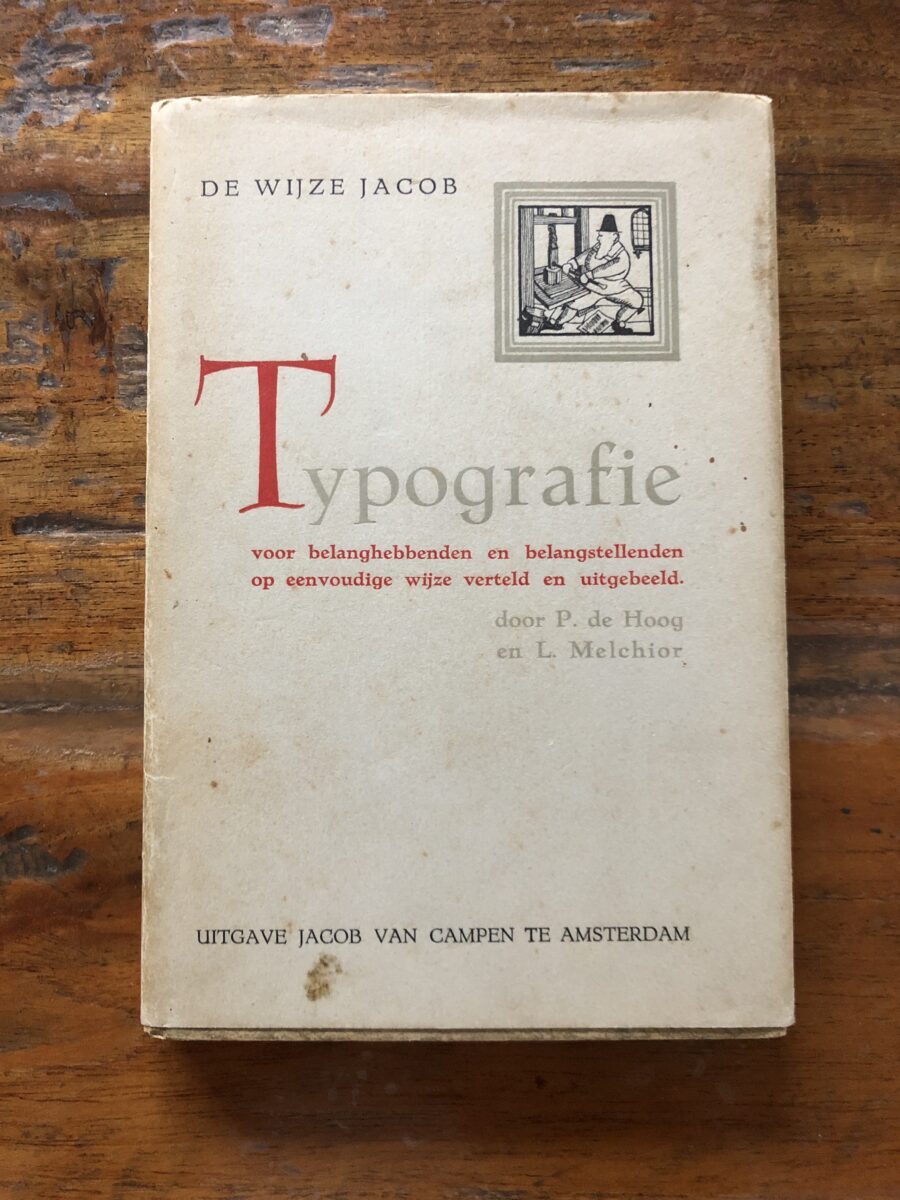 DE WIJZE JACOB
Typografie
voor belanghebbenden en belangstellenden
op eenvoudige wijze verteld en uitgebeeld.
door P. de Hoog
en L. Melchior
UITGAVE JACOB VAN CAMPEN TE AMSTERDAM